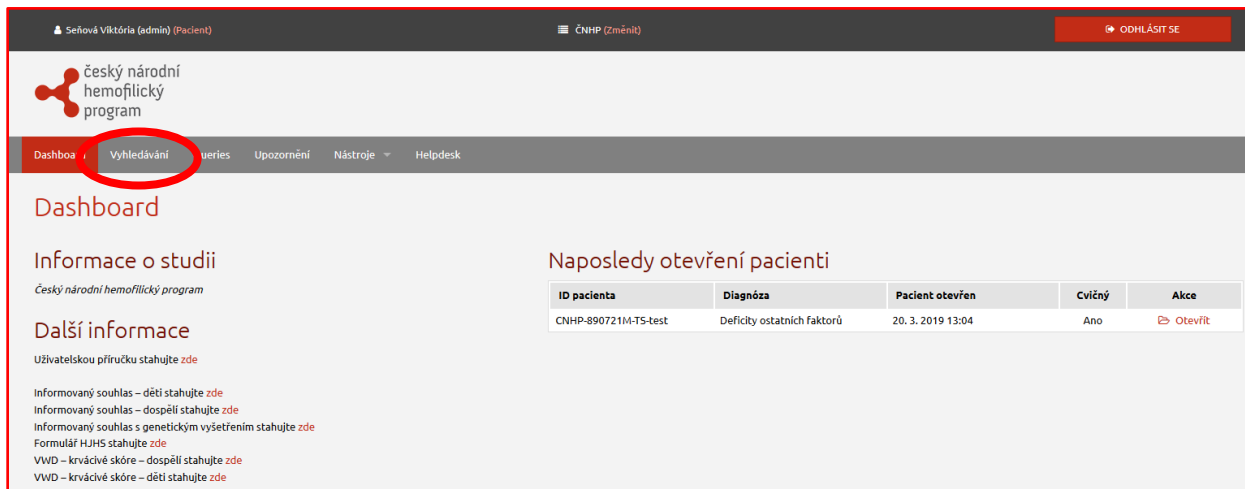 Seňová Viktória (admin) (Pacient)
ČNHP (Změnit)
ODHLÁSIT SE
český národní
hemofilický
program
Vyhledávání
Upozornění
Nástroje
Helpdesk
Dashboard
Informace o studii
Český národní hemofilický program
Další informace
Uživatelskou příručku stahujte zde
Informovaný souhlas – děti stahujte zde
Informovaný souhlas – dospělí stahujte zde
Informovaný souhlas s genetickým vyšetřením stahujte zde
Formulář HJHS stahujte zde
VWD – krvácivé skóre – dospělí stahujte zde
VWD – krvácivé skóre – děti stahujte zde
Naposledy otevření pacienti
ID pacienta Diagnóza Pacient otevřen Cvičný Akce
CNHP-890721M-TS-test Deficity ostatních faktorů 20. 3. 2019 13:04 Ano Otevřít